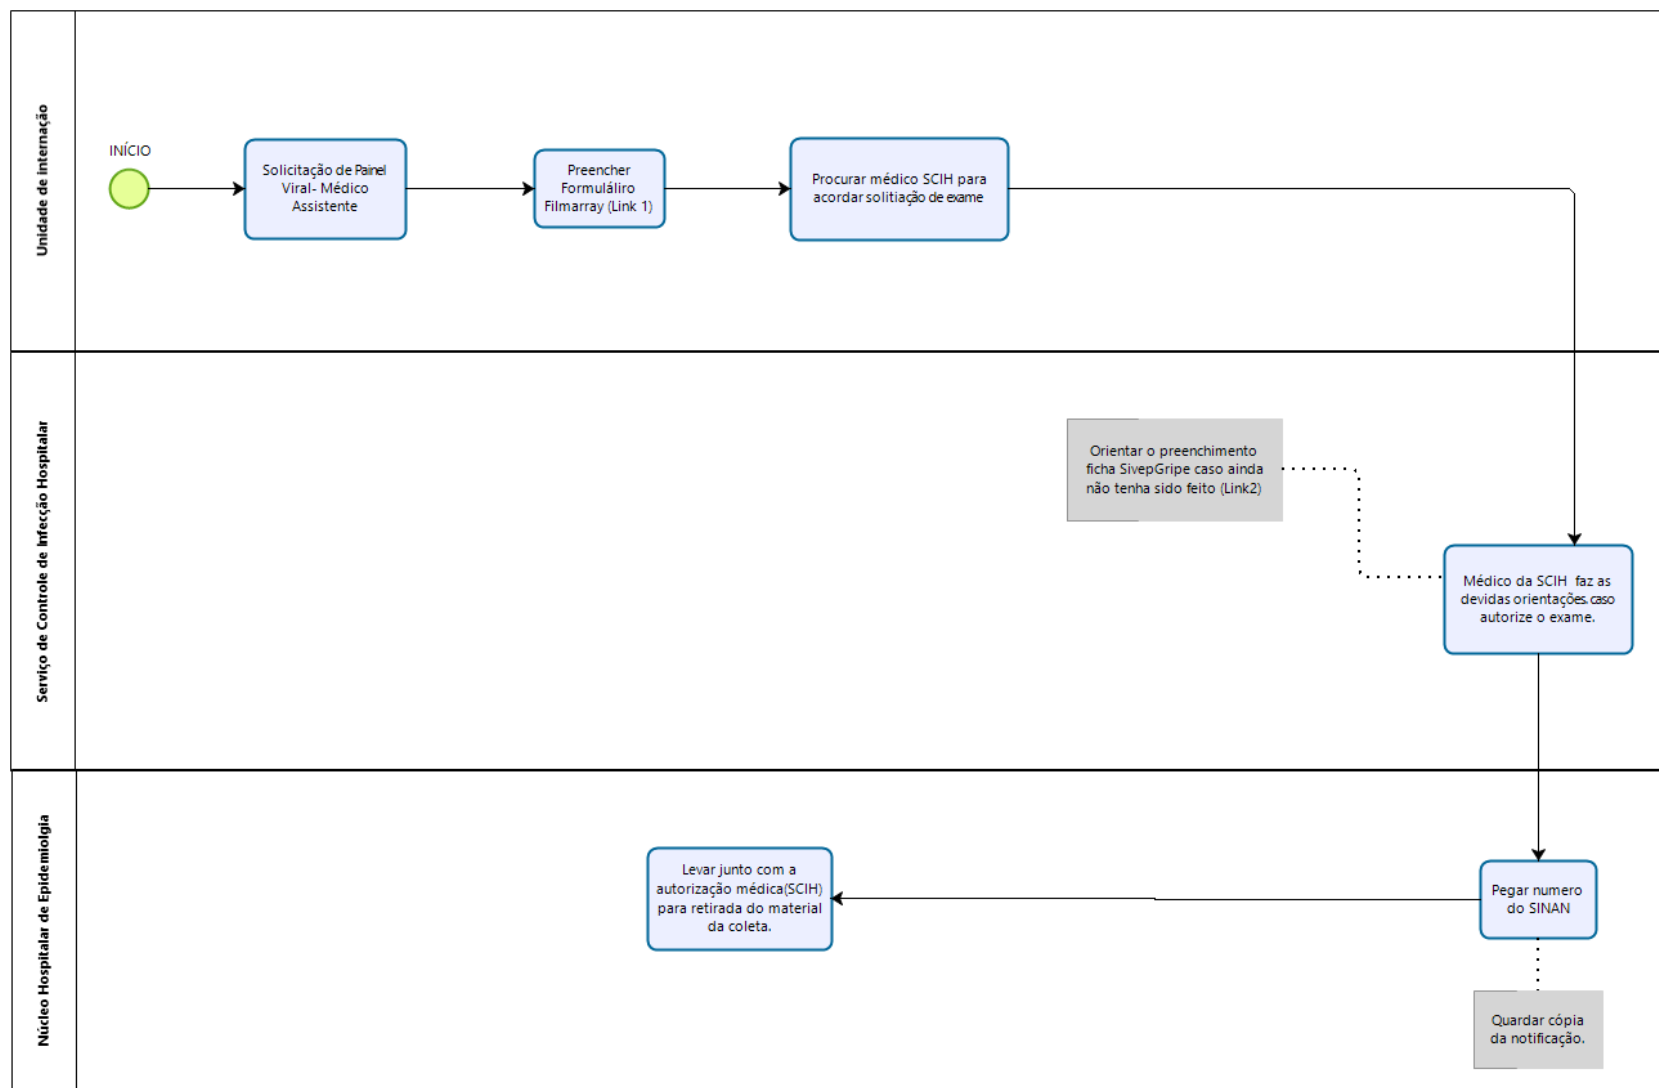 Unidade de internação
INÍCIO
Solicitação de Painel
Viral- Médico
Assistente
Preencher
Formuláliro
Filmarray (Link 1)
Procurar médico SCIH para
acordar solitiação de exame
Serviço de Controle de Infecção Hospitalar
Orientar o preenchimento
ficha SivepGripe caso ainda
não tenha sido feito (Link2)
Médico da SCIH faz as
devidas orientações.caso
autorize o exame.
Núcleo Hospitalar de Epidemiolgia
Levar junto com a
autorização médica(SCIH)
para retirada do material
da coleta.
Pegar numero
do SINAN
Quardar cópia
da notificação.